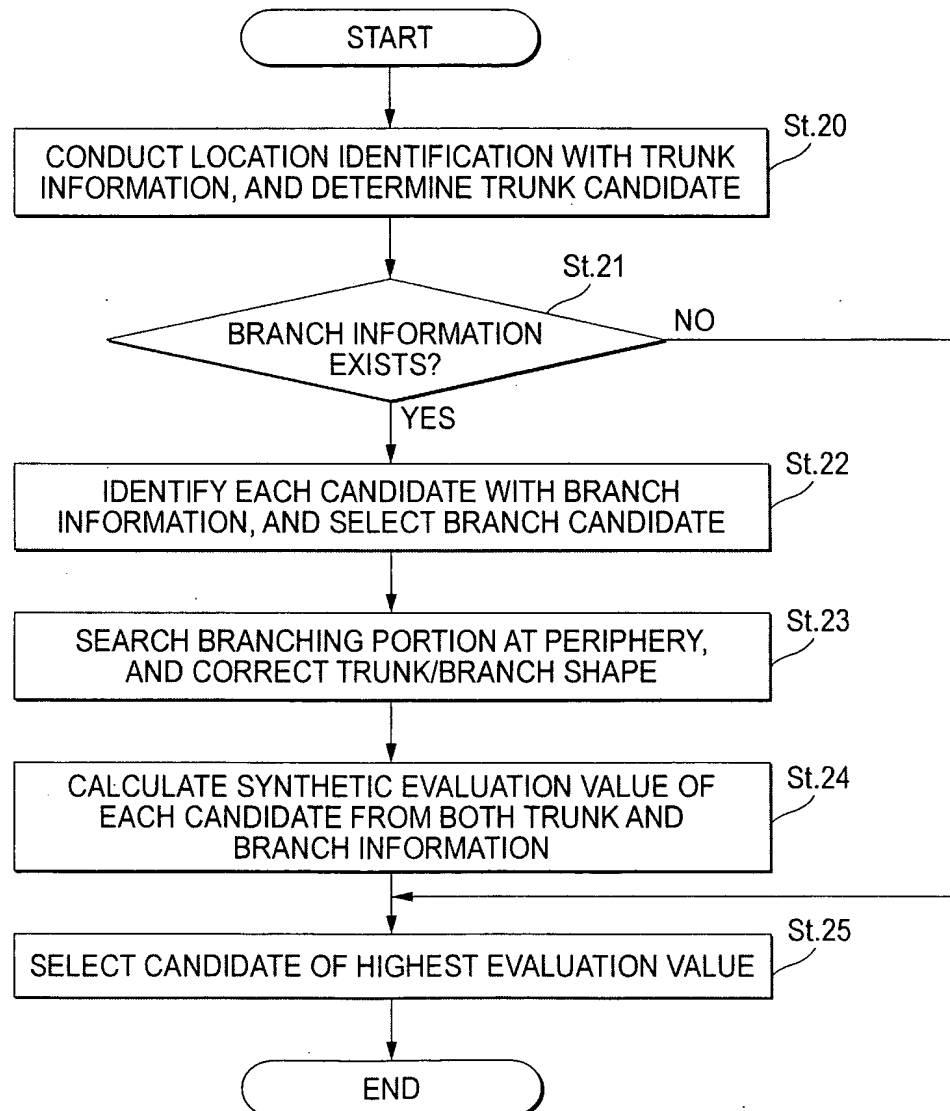 START
St.20
CONDUCT LOCATION IDENTIFICATION WITH TRUNK
INFORMATION, AND DETERMINE TRUNK CANDIDATE
St.21
BRANCH INFORMATION
EXISTS?
NO
YES
St.22
IDENTIFY EACH CANDIDATE WITH BRANCH
INFORMATION, AND SELECT BRANCH CANDIDATE
St.23
SEARCH BRANCHING PORTION AT PERIPHERY,
AND CORRECT TRUNK/BRANCH SHAPE
St.24
CALCULATE SYNTHETIC EVALUATION VALUE OF
EACH CANDIDATE FROM BOTH TRUNK AND
BRANCH INFORMATION
St.25
SELECT CANDIDATE OF HIGHEST EVALUATION VALUE
END